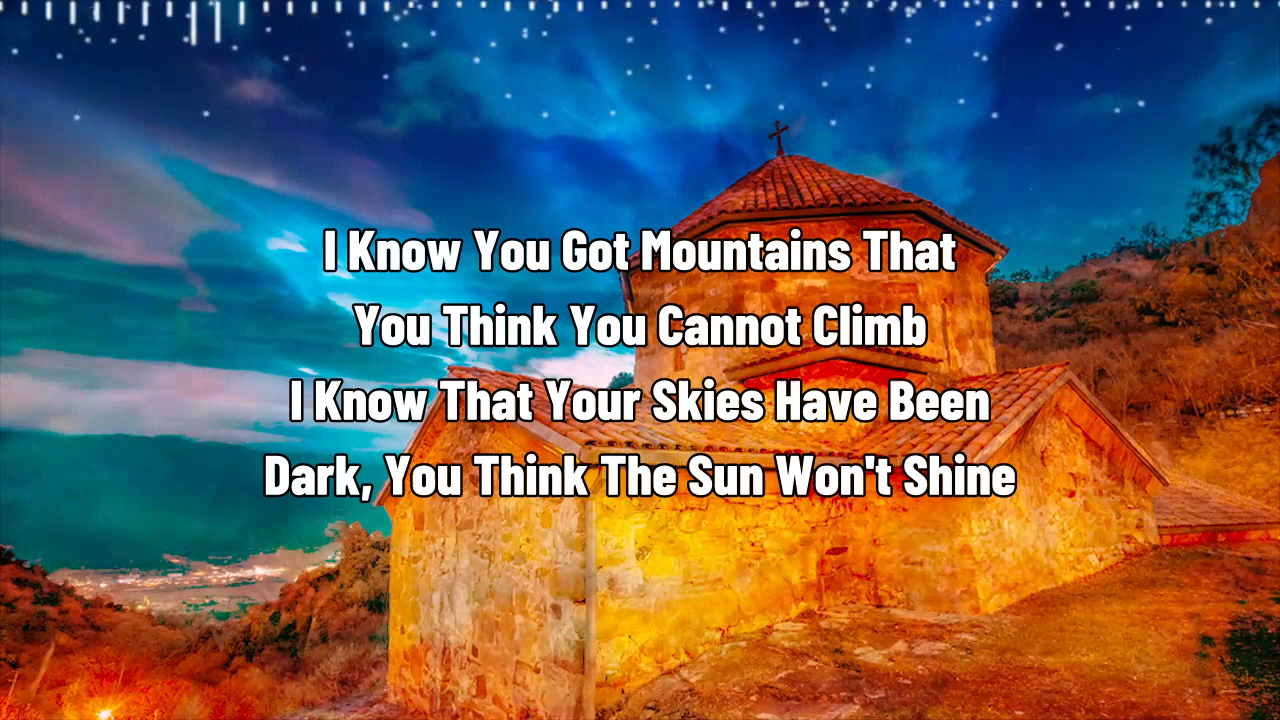 I Know You Got Mountains That
You Think You Cannot Climb
I Know That Your Skies Have Been
Dark, You Think The Sun Won't Shine